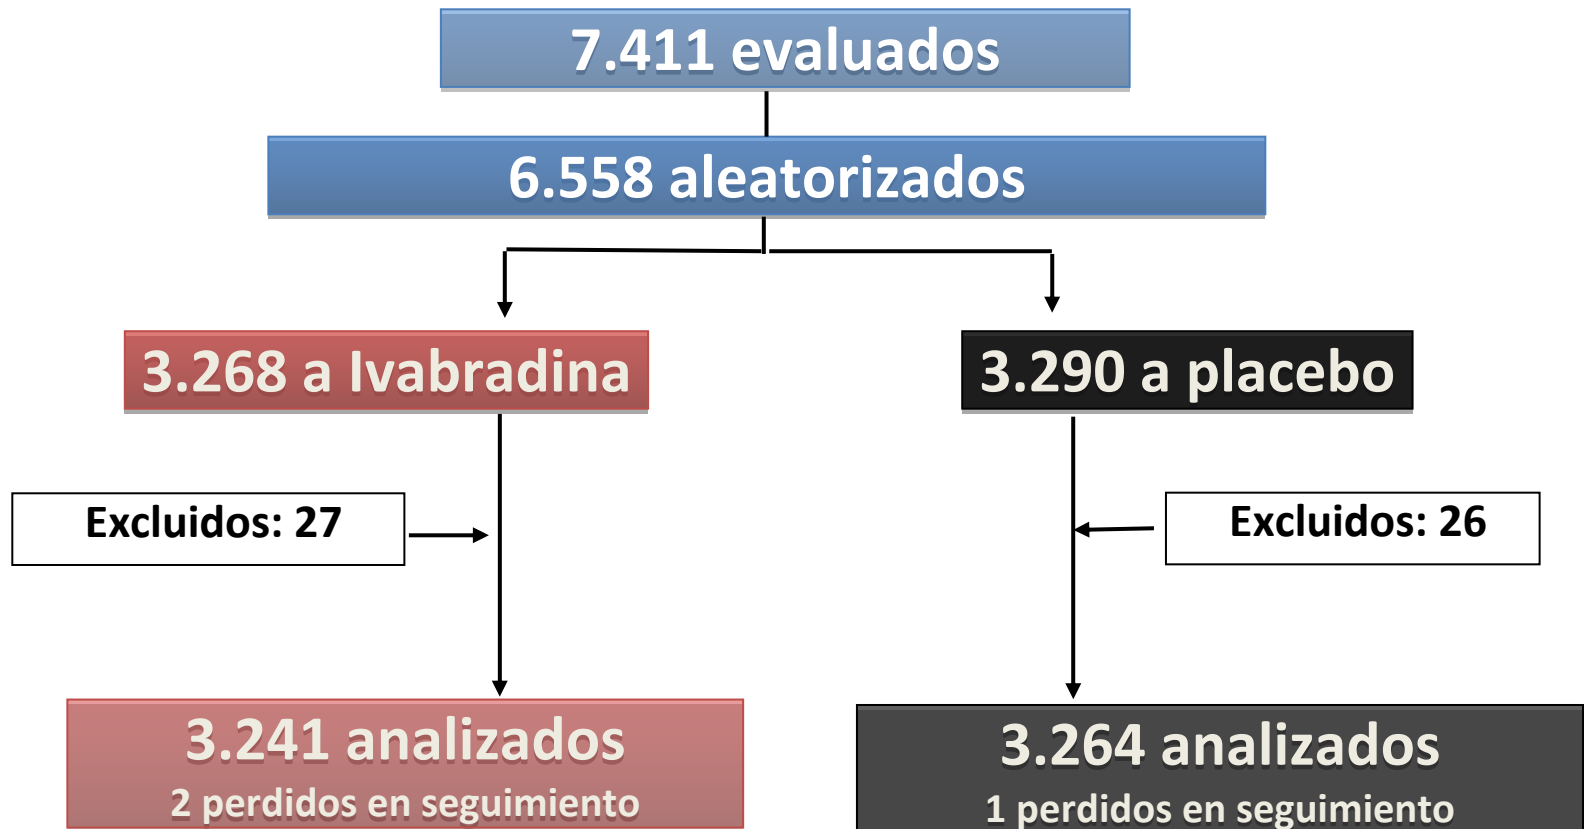 7.411 evaluados
6.558 aleatorizados
3.268 a Ivabradina
3.290 a placebo
Excluidos: 27
Excluidos: 26
3.241 analizados
2 perdidos en seguimiento
3.264 analizados
1 perdidos en seguimiento